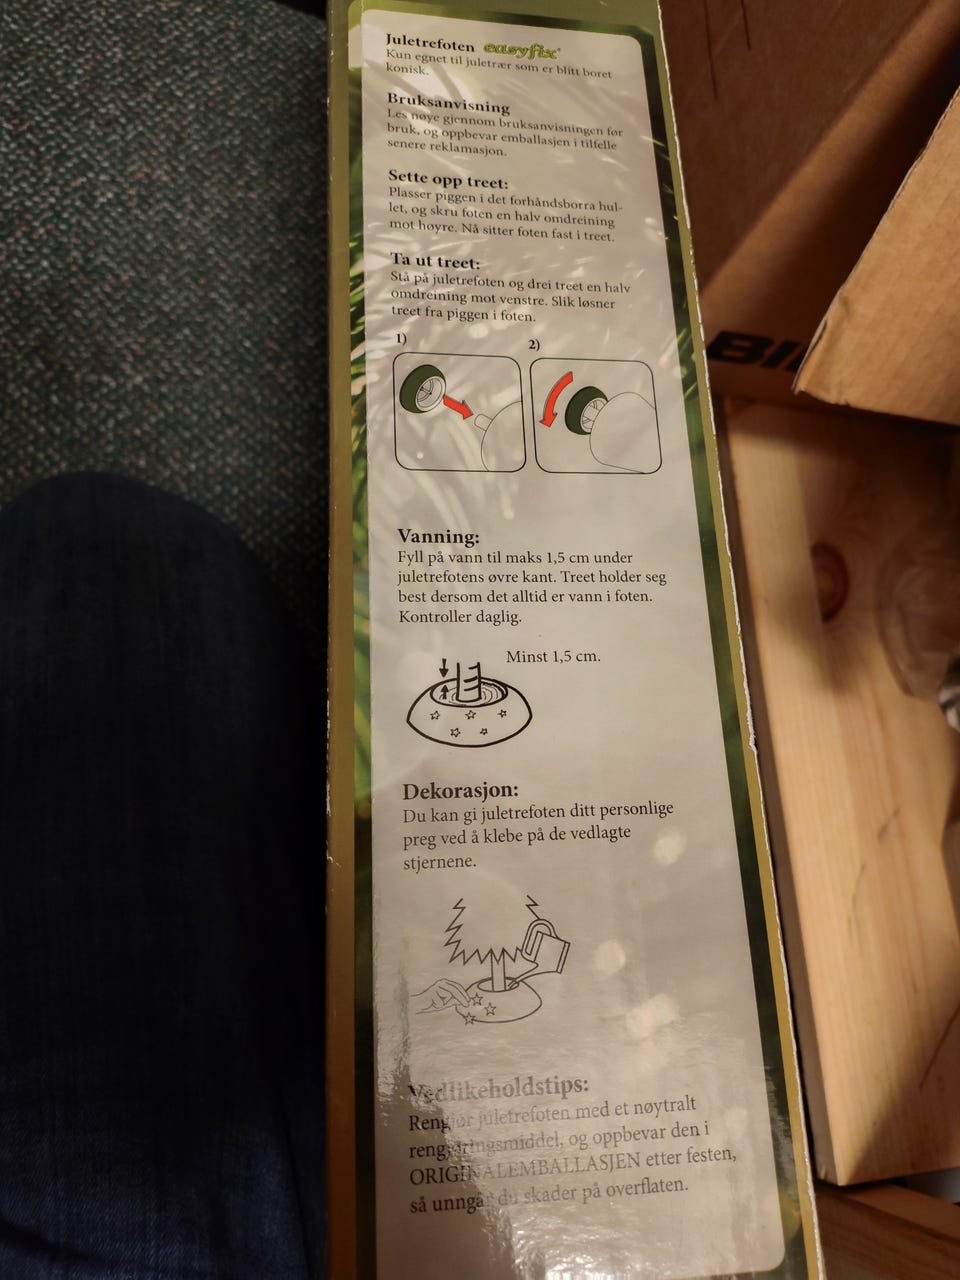 Juletrefoten easyfix®
Kun egnet til juletrær som er blitt boret
konisk.
Bruksanvisning
Les nøye gjennom bruksanvisningen før
bruk, og oppbevar emballasjen i tilfelle
senere reklamasjon.
Sette opp treet:
Plasser piggen i det forhåndsborra hul-
let, og skru foten en halv omdreining
mot høyre. Nå sitter foten fast i treet.
Ta ut treet:
Stå på juletrefoten og drei treet en halv
omdreining mot venstre. Slik løsner
treet fra piggen i foten.
1)
2)
Vanning:
Fyll på vann til maks 1,5 cm under
juletrefotens øvre kant. Treet holder seg
best dersom det alltid er vann i foten.
Kontroller daglig.
Minst 1,5 cm.
Dekorasjon:
Du kan gi juletrefoten ditt personlige
preg ved å klebe på de vedlagte
stjernene.
Vedlikeholdstips:
Rengjør juletrefoten med et nøytralt
rengjøringsmiddel, og oppbevar den i
ORIGINALEMBALLASJEN etter festen,
så unngår du skader på overflaten.